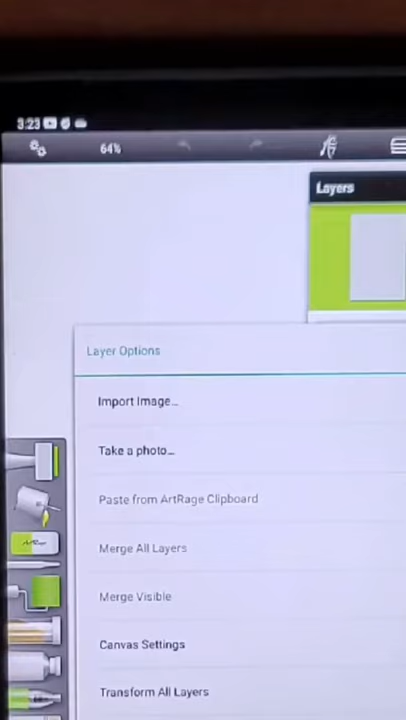 3:23
64%
Layers
Layer Options
Import Image...
Take a photo...
Paste from ArtRage Clipboard
Merge All Layers
Merge Visible
Canvas Settings
Transform All Layers